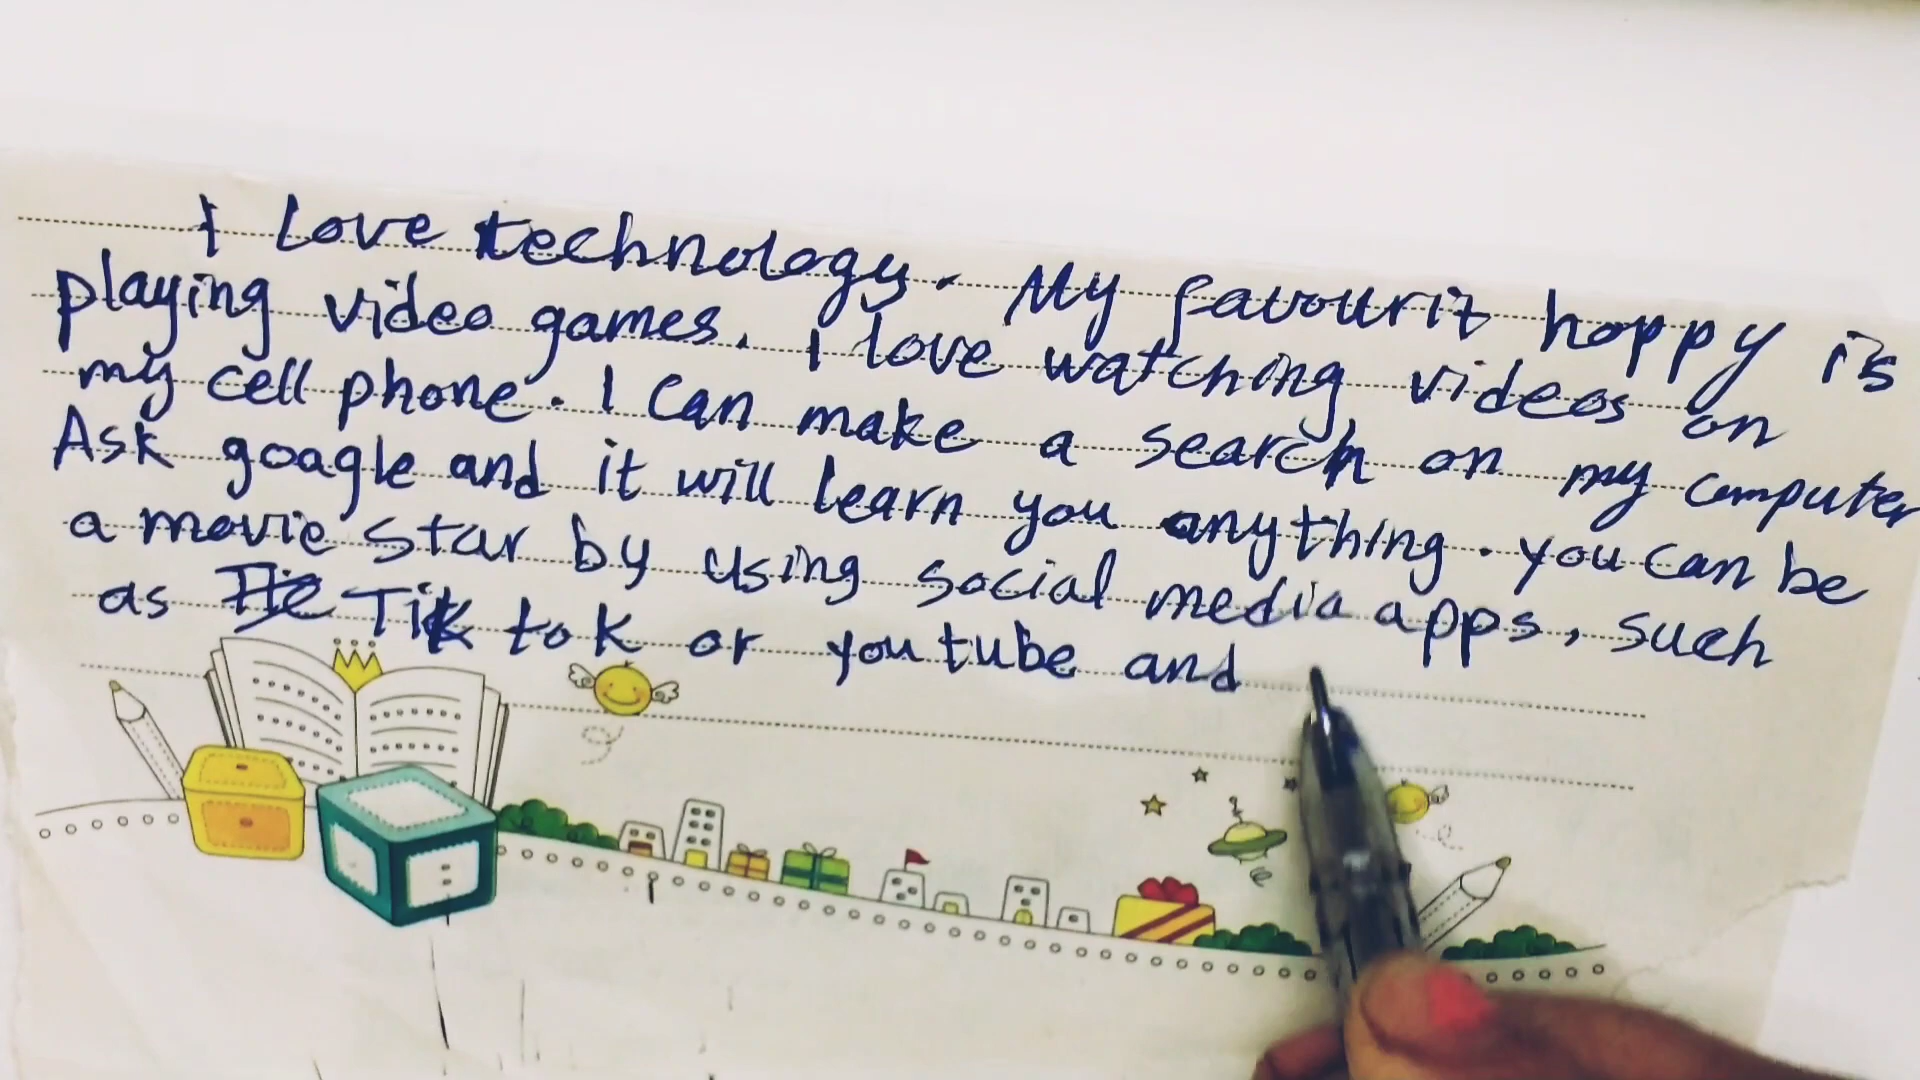 I Love technology. My favourit hoppy is
playing video games. I love watching videos on
my cell phone. I can make a search on my computer
Ask goagle and it will learn you anything. you can be
a movie star by using social media apps, such
as Tik tok or youtube and